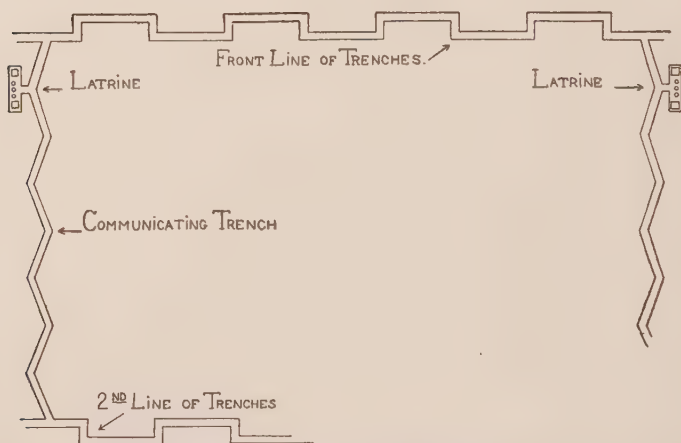 Front Line of Trenches.
Latrine
Latrine
Communicating Trench
2ND Line of Trenches